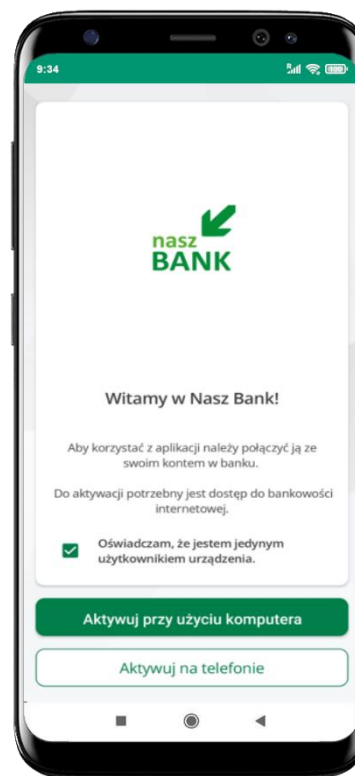 9:34
nasz
BANK
Witamy w Nasz Bank!
Aby korzystać z aplikacji należy połączyć ją ze
swoim kontem w banku.
Do aktywacji potrzebny jest dostęp do bankowości
internetowej.
Oświadczam, że jestem jedynym
użytkownikiem urządzenia.
Aktywuj przy użyciu komputera
Aktywuj na telefonie